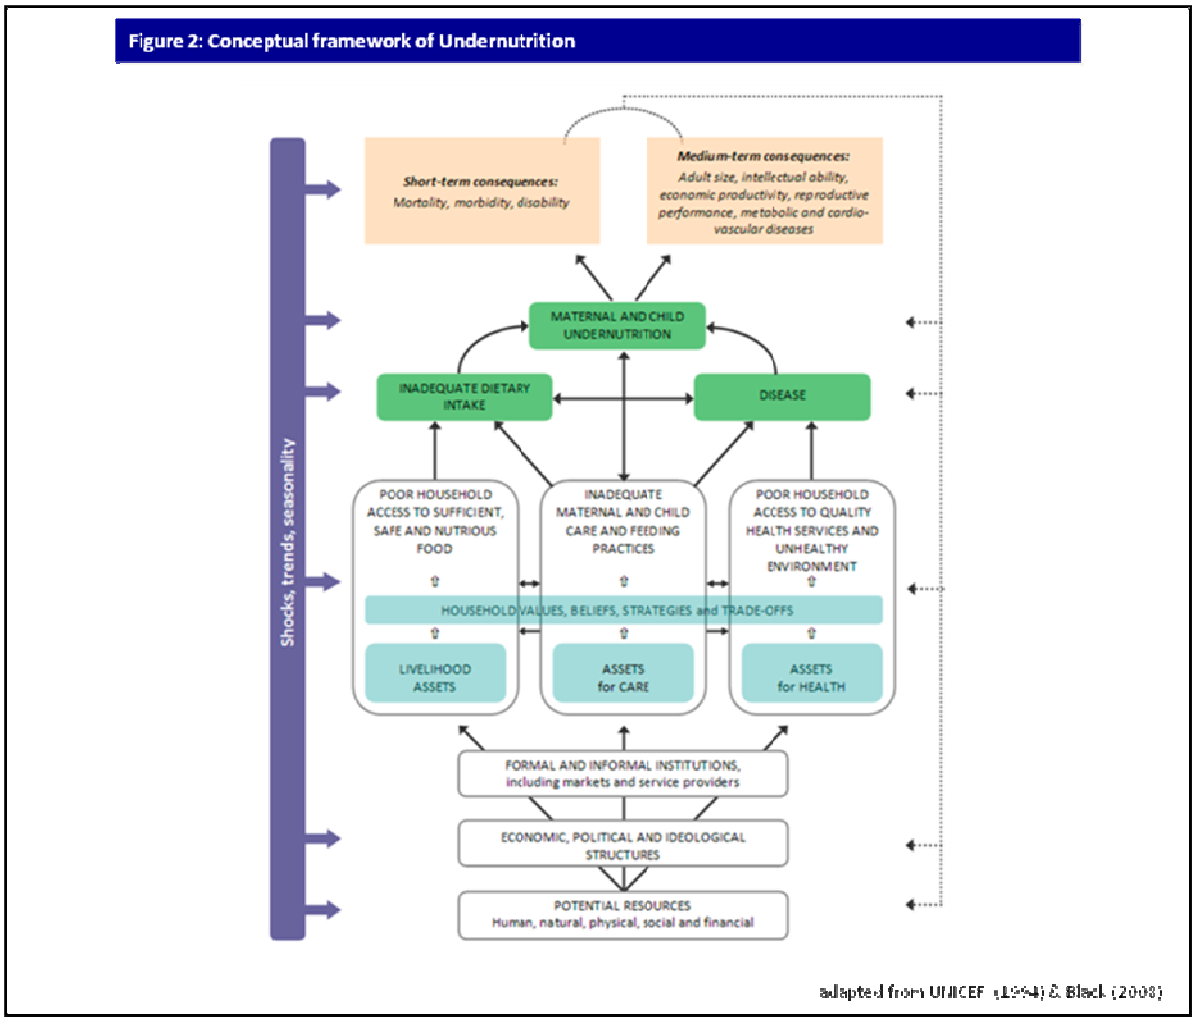 Figure 2: Conceptual framework of Undernutrition
Short-term consequences:
Mortality, morbidity, disability
Medium-term consequences:
Adult size, intellectual ability,
economic productivity, reproductive
performance, metabolic and cardio-
vascular diseases
MATERNAL AND CHILD
UNDERNUTRITION
INADEQUATE DIETARY
INTAKE
DISEASE
Shocks, trends, seasonality
POOR HOUSEHOLD
ACCESS TO SUFFICIENT,
SAFE AND NUTRIOUS
FOOD
INADEQUATE
MATERNAL AND CHILD
CARE AND FEEDING
PRACTICES
POOR HOUSEHOLD
ACCESS TO QUALITY
HEALTH SERVICES AND
UNHEALTHY
ENVIRONMENT
HOUSEHOLD VALUES, BELIEFS, STRATEGIES and TRADE-OFFS
LIVELIHOOD
ASSETS
ASSETS
for CARE
ASSETS
for HEALTH
FORMAL AND INFORMAL INSTITUTIONS,
including markets and service providers
ECONOMIC, POLITICAL AND IDEOLOGICAL
STRUCTURES
POTENTIAL RESOURCES
Human, natural, physical, social and financial
adapted from UNICEF (1994) & Black (2008)